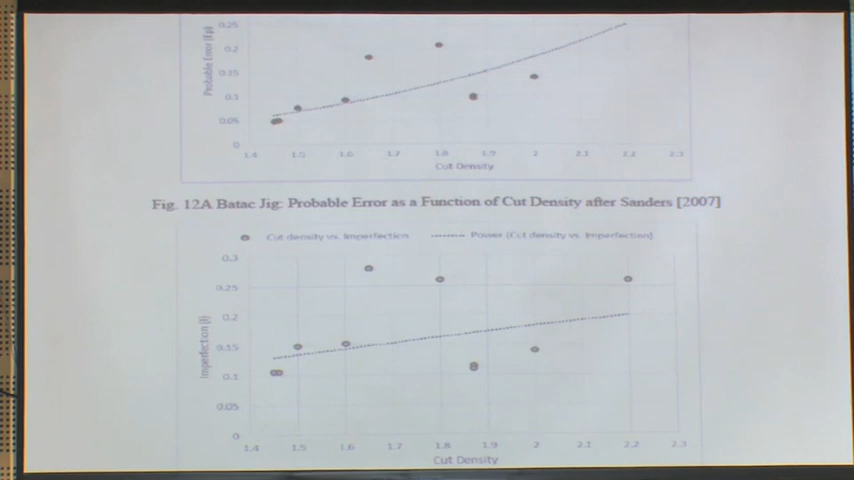 0.25
0.2
0.15
0.1
0.05
0
Probable Error (Ep)
1.4 1.5 1.6 1.7 1.8 1.9 2 2.1 2.2 2.3
Cut Density
Fig. 12A Batac Jig: Probable Error as a Function of Cut Density after Sanders [2007]
Cut density vs. Imperfection Power (Cut density vs. Imperfection)
0.3
0.25
0.2
0.15
0.1
0.05
0
Imperfection (I)
1.4 1.5 1.6 1.7 1.8 1.9 2 2.1 2.2 2.3
Cut Density